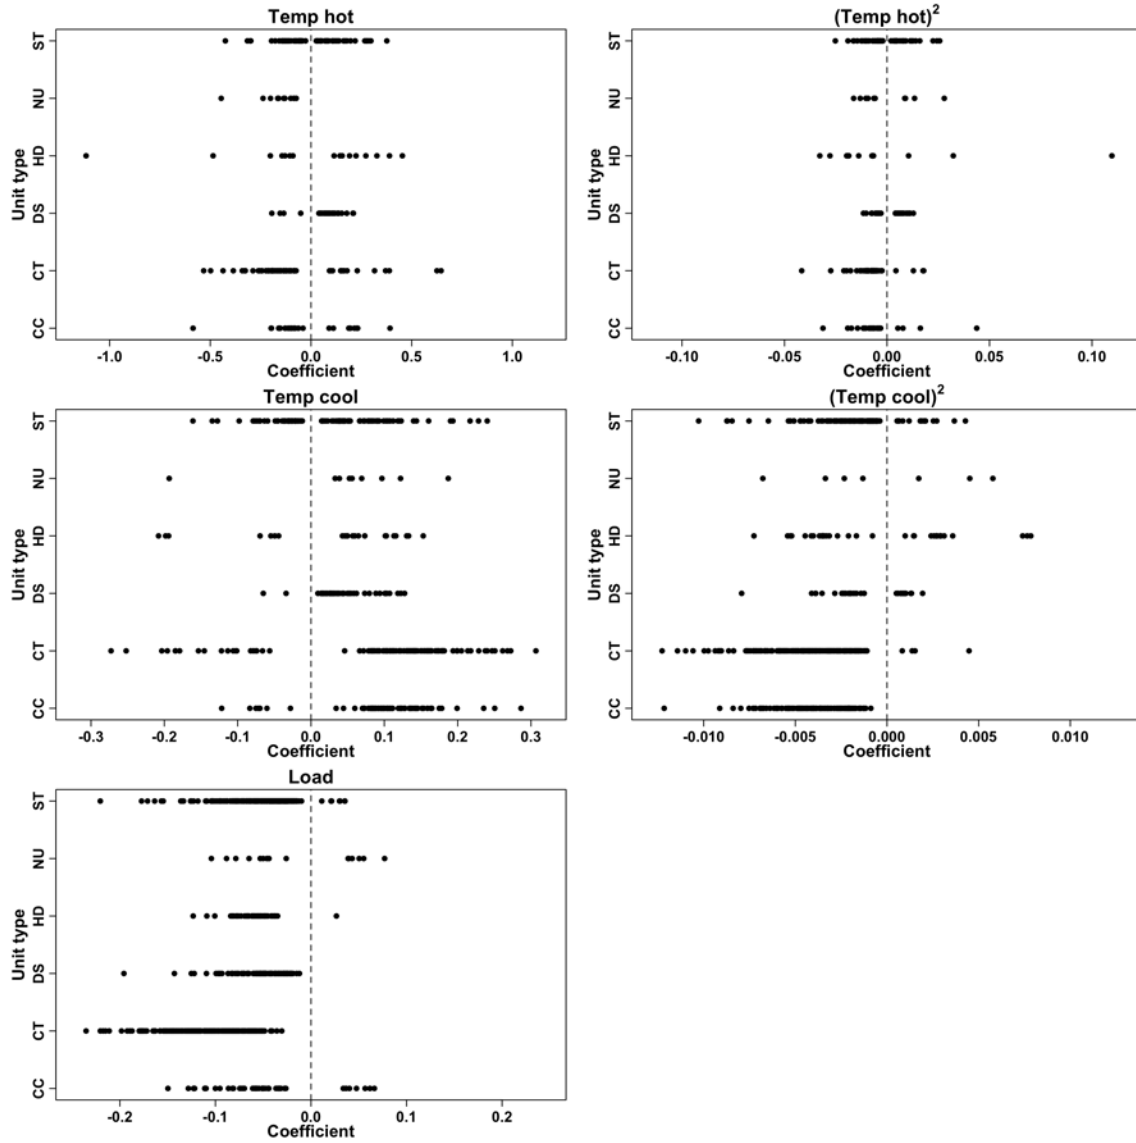 Temp hot
Unit type
ST
NU
HD
DS
CT
CC
-1.0 -0.5 0.0 0.5 1.0
Coefficient
(Temp hot)²
Unit type
ST
NU
HD
DS
CT
CC
-0.10 -0.05 0.00 0.05 0.10
Coefficient
Temp cool
Unit type
ST
NU
HD
DS
CT
CC
-0.3 -0.2 -0.1 0.0 0.1 0.2 0.3
Coefficient
(Temp cool)²
Unit type
ST
NU
HD
DS
CT
CC
-0.010 -0.005 0.000 0.005 0.010
Coefficient
Load
Unit type
ST
NU
HD
DS
CT
CC
-0.2 -0.1 0.0 0.1 0.2
Coefficient